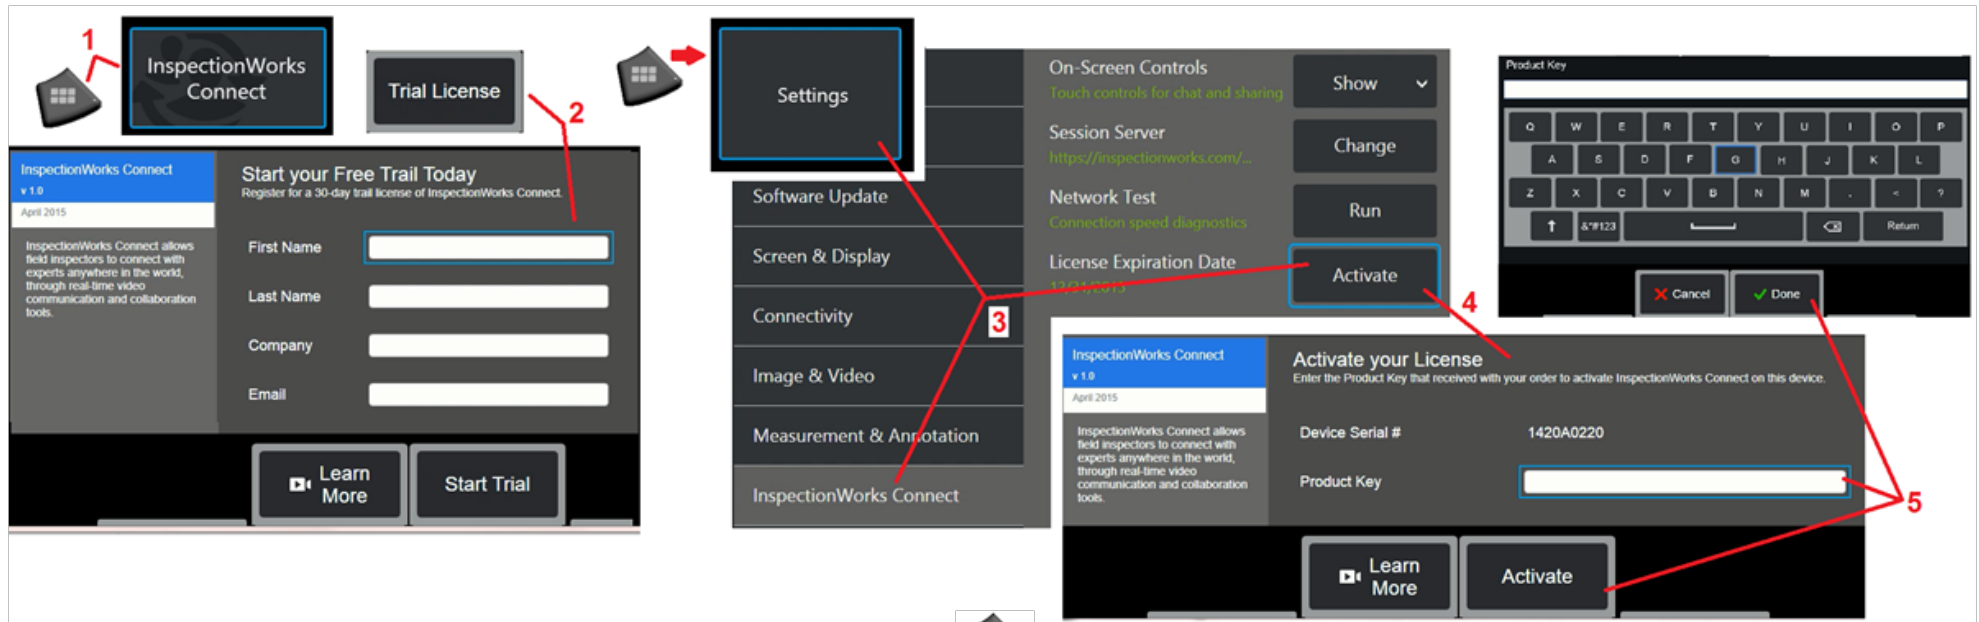 1
InspectionWorks
Connect
Trial License
2
InspectionWorks Connect
v 1.0
April 2015
InspectionWorks Connect allows
field inspectors to connect with
experts anywhere in the world,
through real-time video
communication and collaboration
tools.
Start your Free Trail Today
Register for a 30-day trail license of InspectionWorks Connect.
First Name
Last Name
Company
Email
Learn
More
Start Trial
Settings
Software Update
Screen & Display
Connectivity
Image & Video
Measurement & Annotation
InspectionWorks Connect
3
On-Screen Controls
Touch controls for chat and sharing
Show
Session Server
https://inspectionworks.com/...
Change
Network Test
Connection speed diagnostics
Run
License Expiration Date
12/31/2015
Activate
4
Product Key
Q W E R T Y U I O P
A S D F G H J K L
Z X C V B N M . < ?
&*#123
Return
Cancel
Done
InspectionWorks Connect
v 1.0
April 2015
InspectionWorks Connect allows
field inspectors to connect with
experts anywhere in the world,
through real-time video
communication and collaboration
tools.
Activate your License
Enter the Product Key that received with your order to activate InspectionWorks Connect on this device.
Device Serial # 1420A0220
Product Key
5
Learn
More
Activate